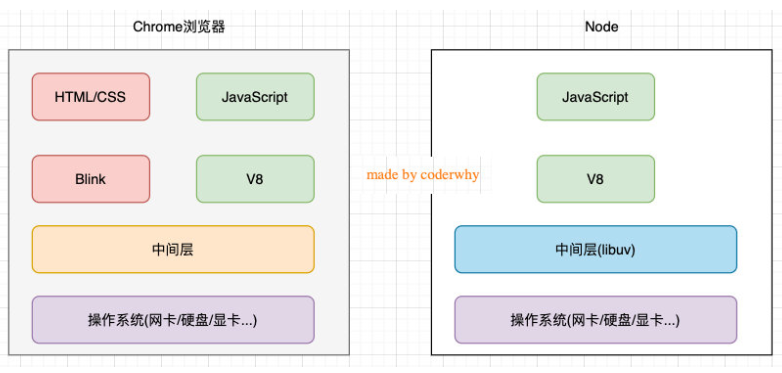 Chrome浏览器
Node
HTML/CSS
JavaScript
JavaScript
Blink
V8
made by coderwhy
V8
中间层
中间层(libuv)
操作系统(网卡/硬盘/显卡...)
操作系统(网卡/硬盘/显卡...)